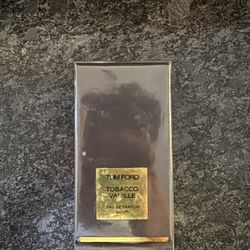 TOM FORD
TOBACCO
VANILLE
EAU DE PARFUM